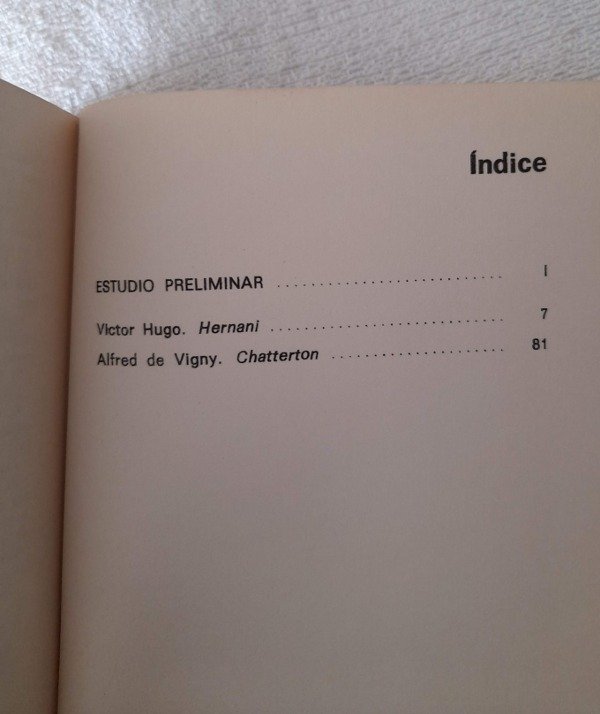 Índice
ESTUDIO PRELIMINAR .......................... I
Victor Hugo. Hernani .......................... 7
Alfred de Vigny. Chatterton .................... 81